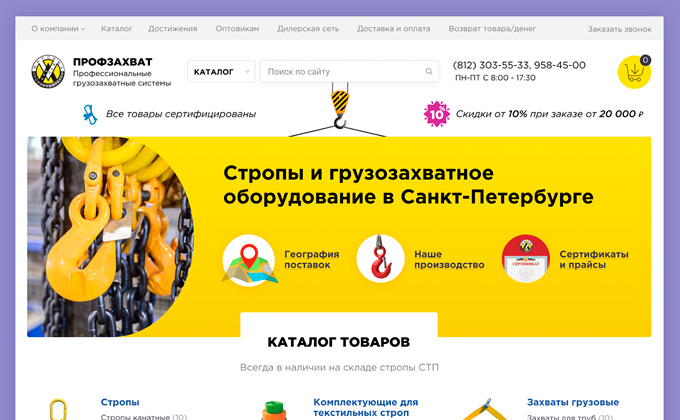 О компании
Каталог
Достижения
Оптовикам
Дилерская сеть
Доставка и оплата
Возврат товара/денег
Заказать звонок
ПРОФЗАХВАТ
Профессиональные
грузозахватные системы
КАТАЛОГ
Поиск по сайту
(812) 303-55-33, 958-45-00
ПН-ПТ С 8:00 - 17:30
0
Все товары сертифицированы
10
Скидки от 10% при заказе от 20 000 ₽
Стропы и грузозахватное
оборудование в Санкт-Петербурге
География
поставок
Наше
производство
СЕРТИФИКАТ
Сертификаты
и прайсы
КАТАЛОГ ТОВАРОВ
Всегда в наличии на складе стропы СТП
Стропы
Стропы канатные (10)
Комплектующие для
текстильных строп
Захваты грузовые
Захваты для труб (10)